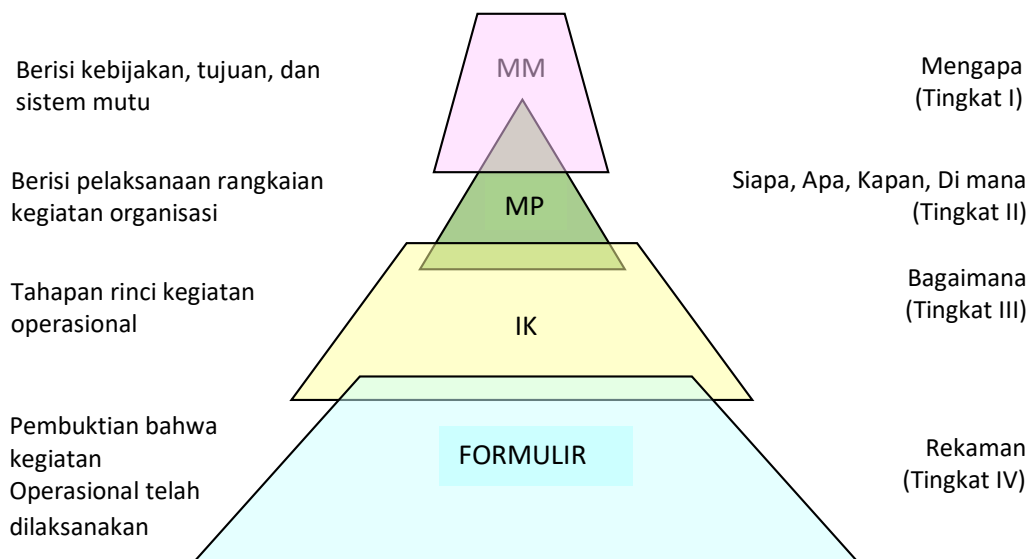 MM
Berisi kebijakan, tujuan, dan
sistem mutu
Mengapa
(Tingkat I)
Berisi pelaksanaan rangkaian
kegiatan organisasi
MP
Siapa, Apa, Kapan, Di mana
(Tingkat II)
Tahapan rinci kegiatan
operasional
IK
Bagaimana
(Tingkat III)
Pembuktian bahwa
kegiatan
Operasional telah
dilaksanakan
FORMULIR
Rekaman
(Tingkat IV)